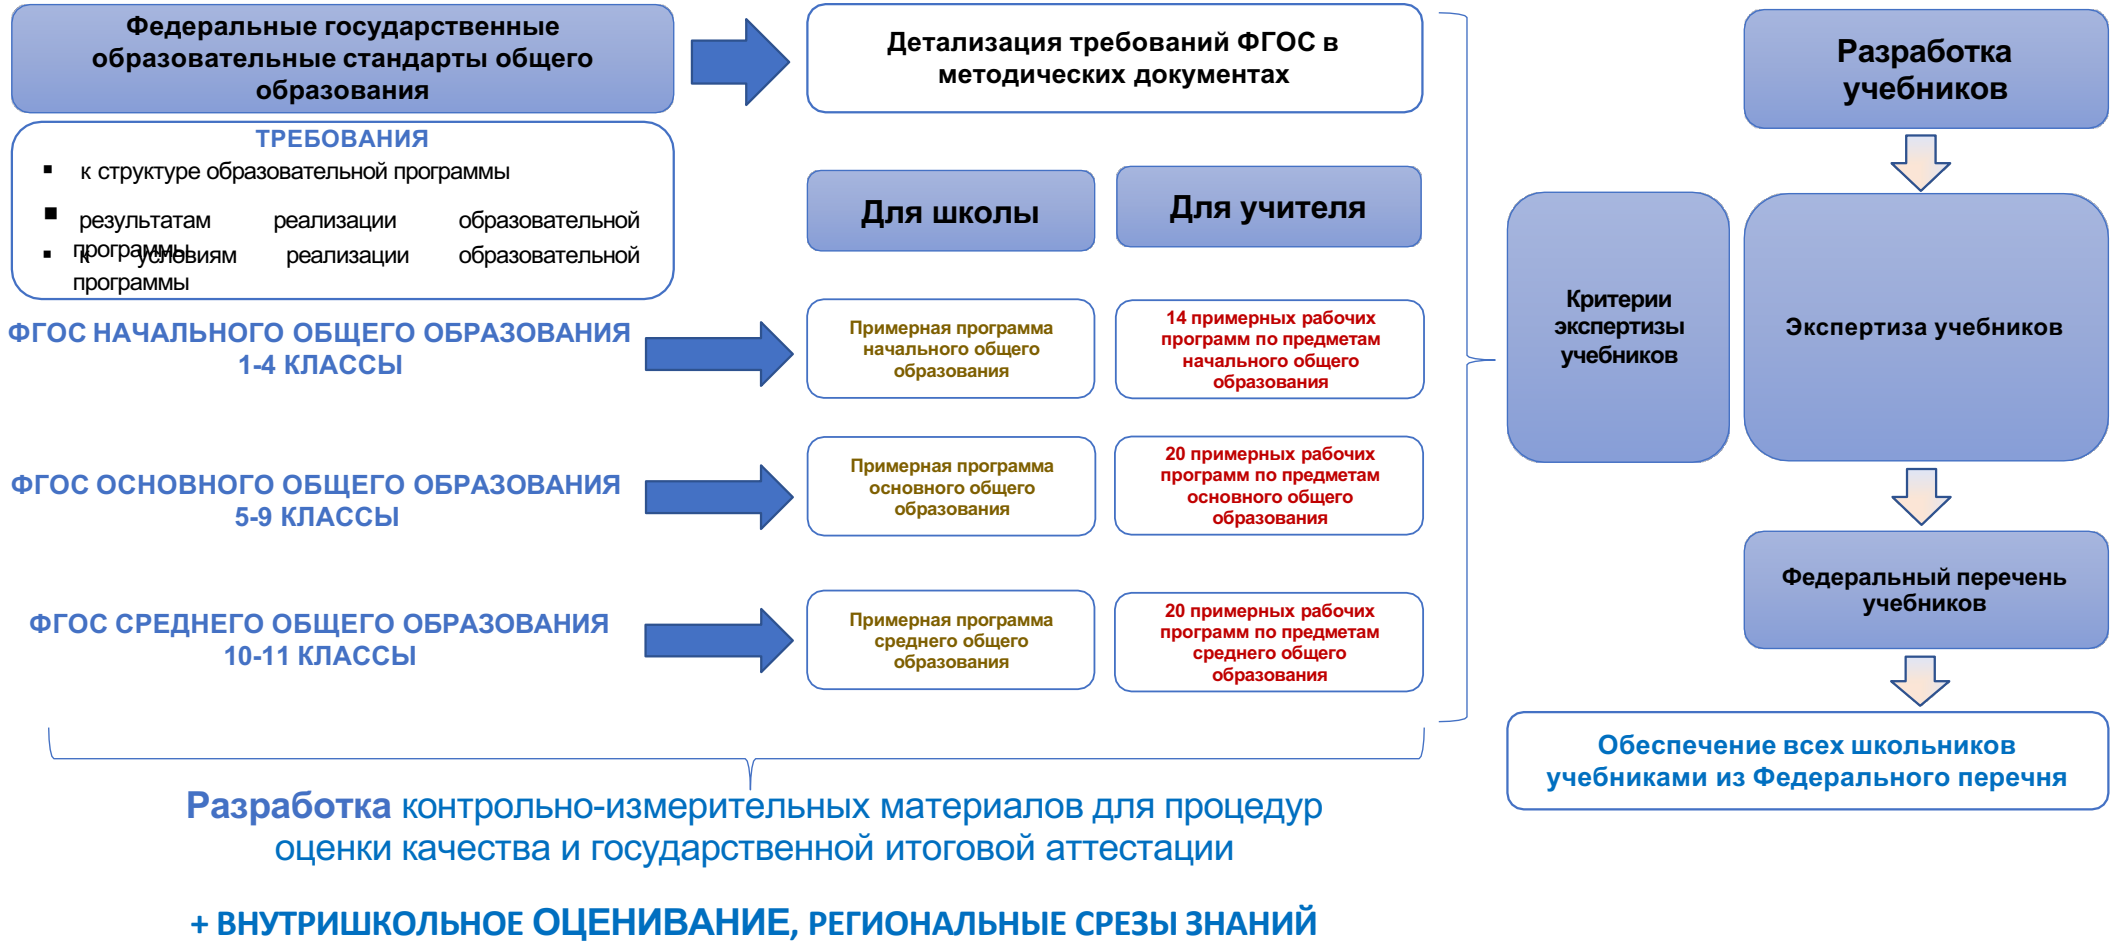 Федеральные государственные
образовательные стандарты общего
образования
ТРЕБОВАНИЯ
▪ к структуре образовательной программы
▪ результатам реализации образовательной
программы
▪ к условиям реализации образовательной
программы
Детализация требований ФГОС в
методических документах
Для школы
Для учителя
ФГОС НАЧАЛЬНОГО ОБЩЕГО ОБРАЗОВАНИЯ
1-4 КЛАССЫ
Примерная программа
начального общего
образования
14 примерных рабочих
программ по предметам
начального общего
образования
ФГОС ОСНОВНОГО ОБЩЕГО ОБРАЗОВАНИЯ
5-9 КЛАССЫ
Примерная программа
основного общего
образования
20 примерных рабочих
программ по предметам
основного общего
образования
ФГОС СРЕДНЕГО ОБЩЕГО ОБРАЗОВАНИЯ
10-11 КЛАССЫ
Примерная программа
среднего общего
образования
20 примерных рабочих
программ по предметам
среднего общего
образования
Разработка контрольно-измерительных материалов для процедур
оценки качества и государственной итоговой аттестации
+ ВНУТРИШКОЛЬНОЕ ОЦЕНИВАНИЕ, РЕГИОНАЛЬНЫЕ СРЕЗЫ ЗНАНИЙ
Критерии
экспертизы
учебников
Разработка
учебников
Экспертиза учебников
Федеральный перечень
учебников
Обеспечение всех школьников
учебниками из Федерального перечня